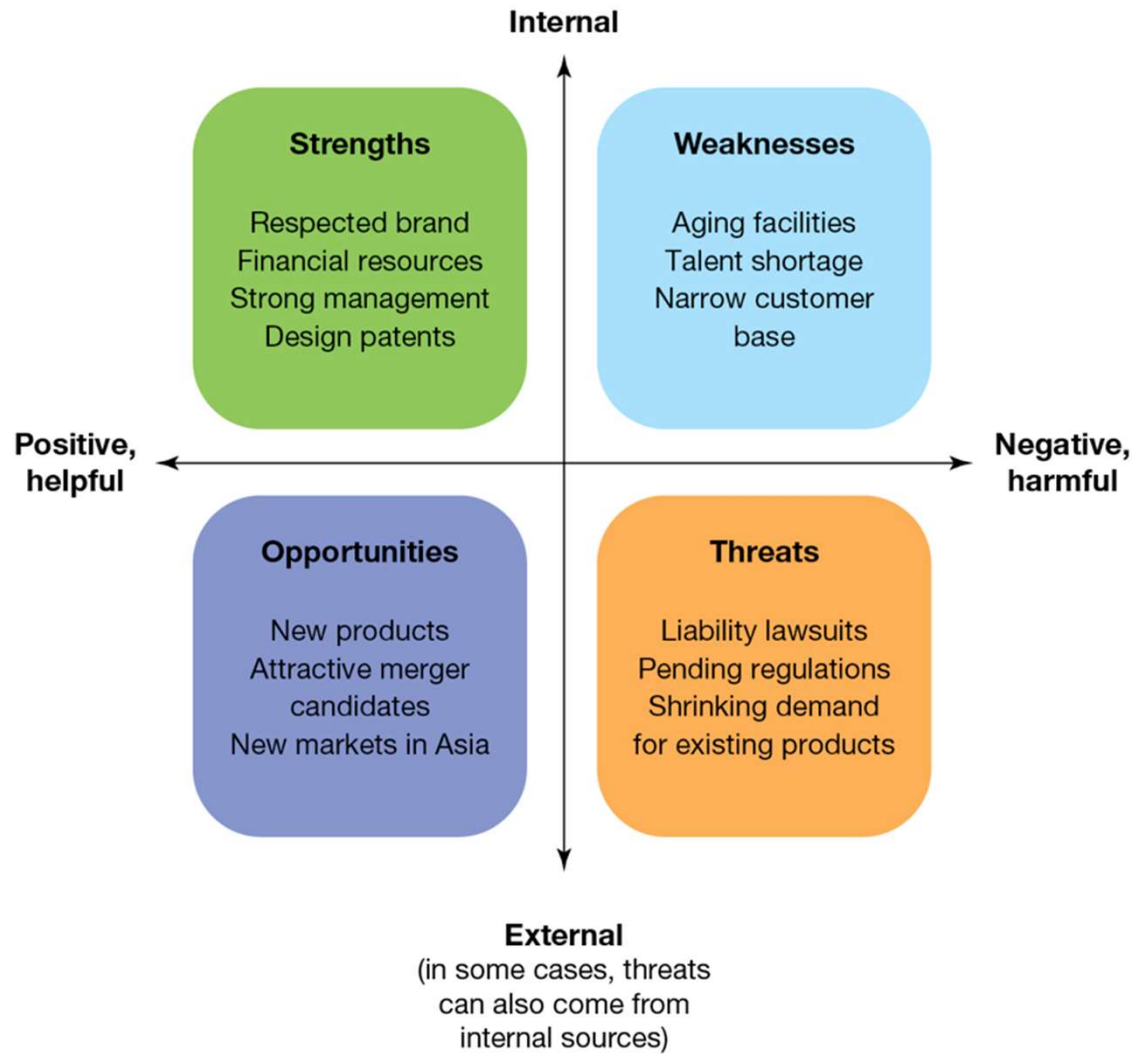 Internal
Strengths
Respected brand
Financial resources
Strong management
Design patents
Weaknesses
Aging facilities
Talent shortage
Narrow customer
base
Positive,
helpful
Negative,
harmful
Opportunities
New products
Attractive merger
candidates
New markets in Asia
Threats
Liability lawsuits
Pending regulations
Shrinking demand
for existing products
External
(in some cases, threats
can also come from
internal sources)